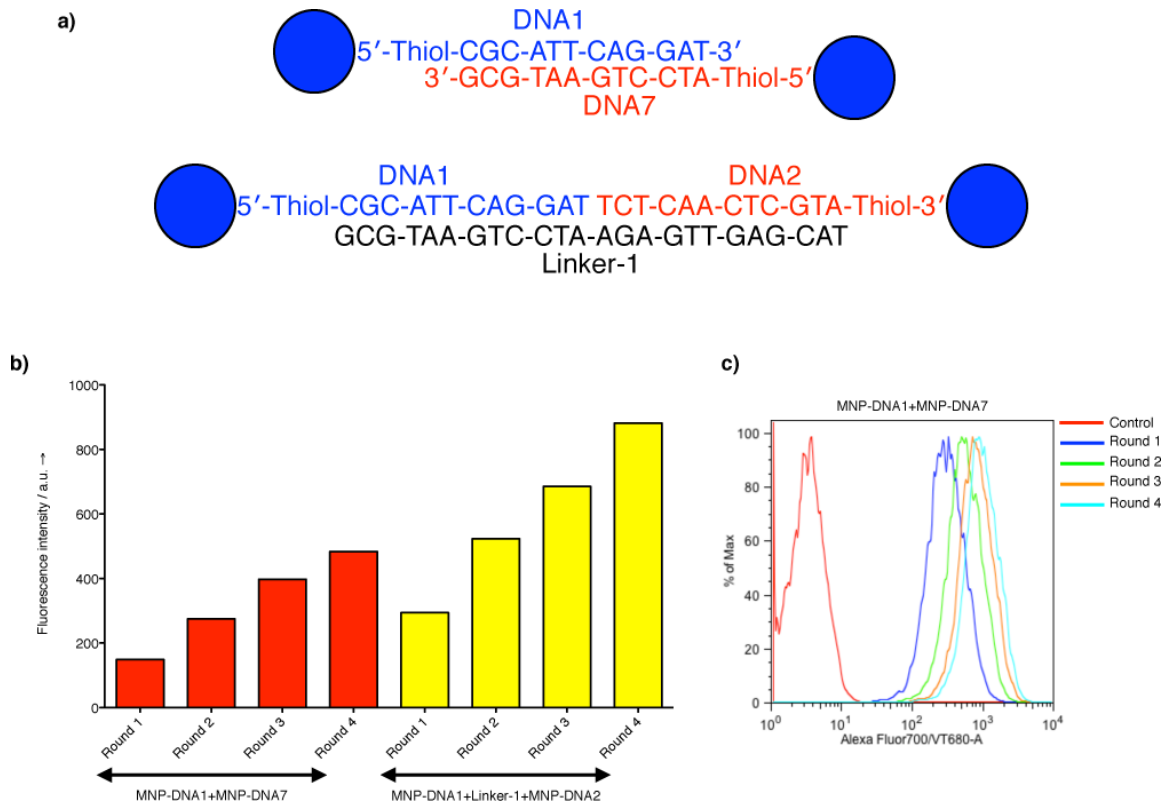 a)
DNA1
5′-Thiol-CGC-ATT-CAG-GAT-3′
3′-GCG-TAA-GTC-CTA-Thiol-5′
DNA7
DNA1 DNA2
5′-Thiol-CGC-ATT-CAG-GAT TCT-CAA-CTC-GTA-Thiol-3′
GCG-TAA-GTC-CTA-AGA-GTT-GAG-CAT
Linker-1
b)
Fluorescence intensity / a.u. →
1000
800
600
400
200
0
Round 1 Round 2 Round 3 Round 4 Round 1 Round 2 Round 3 Round 4
MNP-DNA1+MNP-DNA7 MNP-DNA1+Linker-1+MNP-DNA2
c)
MNP-DNA1+MNP-DNA7
% of Max
100
80
60
40
20
0
10⁰ 10¹ 10² 10³ 10⁴
Alexa Fluor700/VT680-A
Control
Round 1
Round 2
Round 3
Round 4